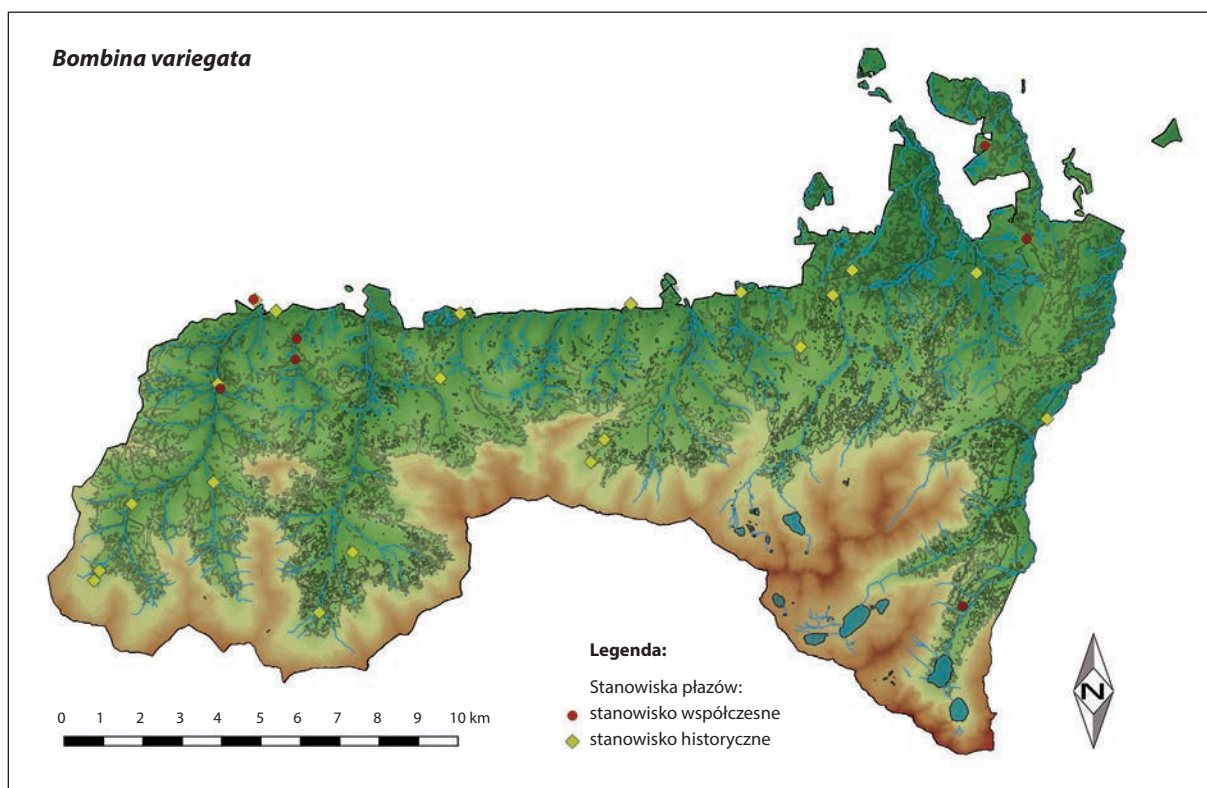 Bombina variegata
Legenda:
Stanowiska płazów:
stanowisko współczesne
stanowisko historyczne
0 1 2 3 4 5 6 7 8 9 10 km
N